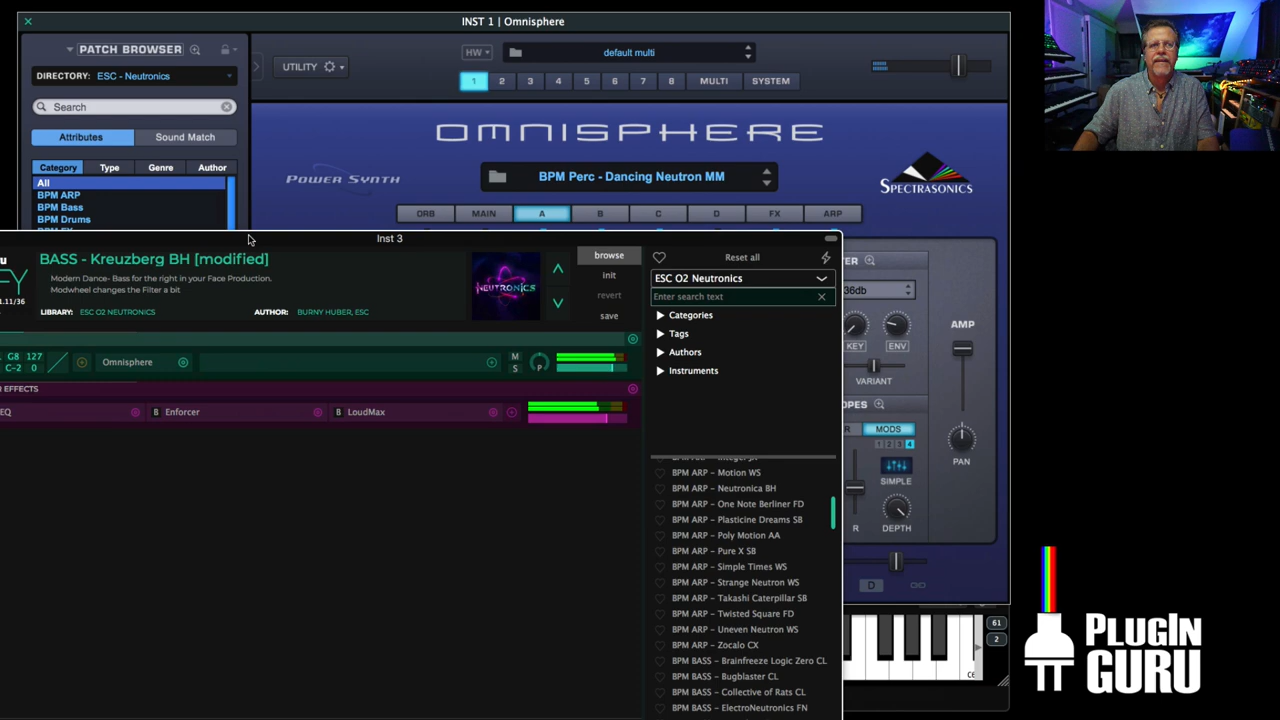 INST 1 | Omnisphere
PATCH BROWSER
DIRECTORY: ESC - Neutronics
Search
Attributes Sound Match
Category Type Genre Author
All
BPM ARP
BPM Bass
BPM Drums
UTILITY
HW default multi
1 2 3 4 5 6 7 8 MULTI SYSTEM
OMNISPHERE
POWER SYNTH
BPM Perc - Dancing Neutron MM
SPECTRASONICS
ORB MAIN A B C D FX ARP
36db
KEY ENV
VARIANT
AMP
MODS
1 2 3 4
SIMPLE
PAN
R DEPTH
D
61
2
Inst 3
BASS - Kreuzberg BH [modified]
Modern Dance- Bass for the right in your Face Production.
Modwheel changes the Filter a bit
LIBRARY: ESC O2 NEUTRONICS AUTHOR: BURNY HUBER, ESC
NEUTRONICS
browse
init
revert
save
G8 127
C-2 0
Omnisphere
M
S
P
EFFECTS
EQ B Enforcer B LoudMax
Reset all
ESC O2 Neutronics
Enter search text
Categories
Tags
Authors
Instruments
BPM ARP - Motion WS
BPM ARP - Neutronica BH
BPM ARP - One Note Berliner FD
BPM ARP - Plasticine Dreams SB
BPM ARP - Poly Motion AA
BPM ARP - Pure X SB
BPM ARP - Simple Times WS
BPM ARP - Strange Neutron WS
BPM ARP - Takashi Caterpillar SB
BPM ARP - Twisted Square FD
BPM ARP - Uneven Neutron WS
BPM ARP - Zocalo CX
BPM BASS - Brainfreeze Logic Zero CL
BPM BASS - Bugblaster CL
BPM BASS - Collective of Rats CL
BPM BASS - ElectroNeutronics FN
PLUGIN
GURU